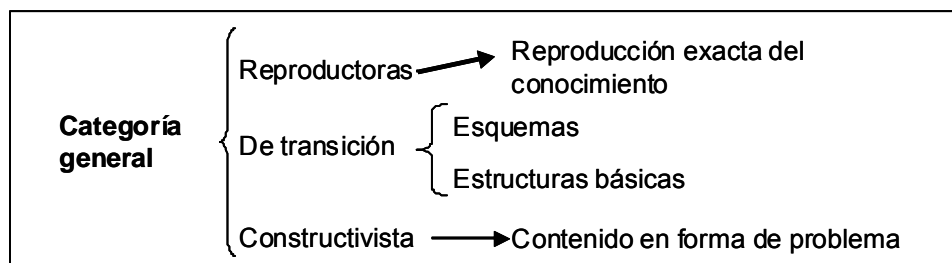 Categoría
general
Reproductoras
Reproducción exacta del
conocimiento
De transición
Esquemas
Estructuras básicas
Constructivista
Contenido en forma de problema